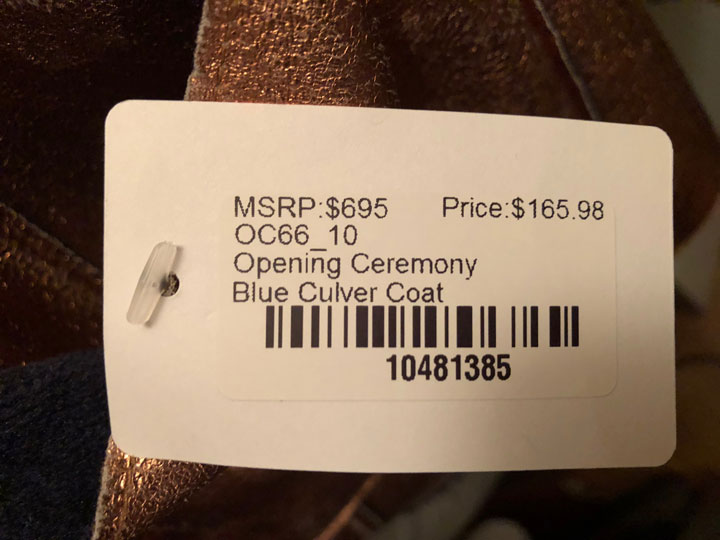 MSRP:$695 Price:$165.98
OC66_10
Opening Ceremony
Blue Culver Coat
10481385